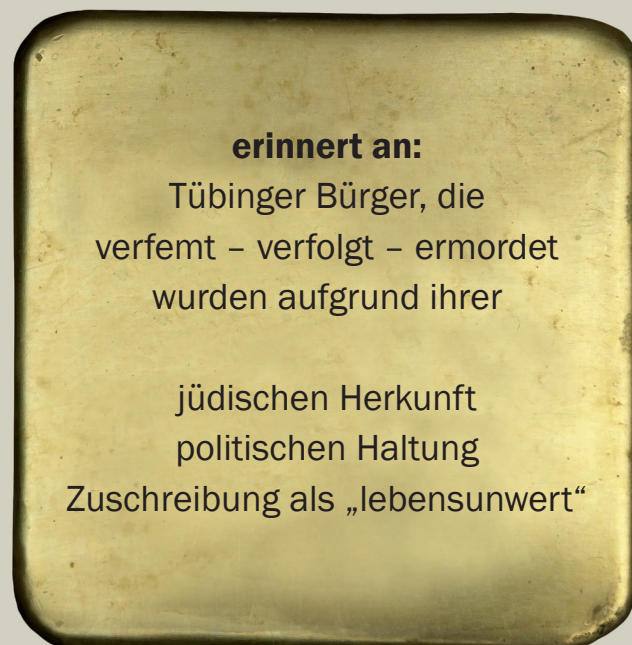 erinnert an:
Tübinger Bürger, die
verfemt – verfolgt – ermordet
wurden aufgrund ihrer
jüdischen Herkunft
politischen Haltung
Zuschreibung als „lebensunwert“